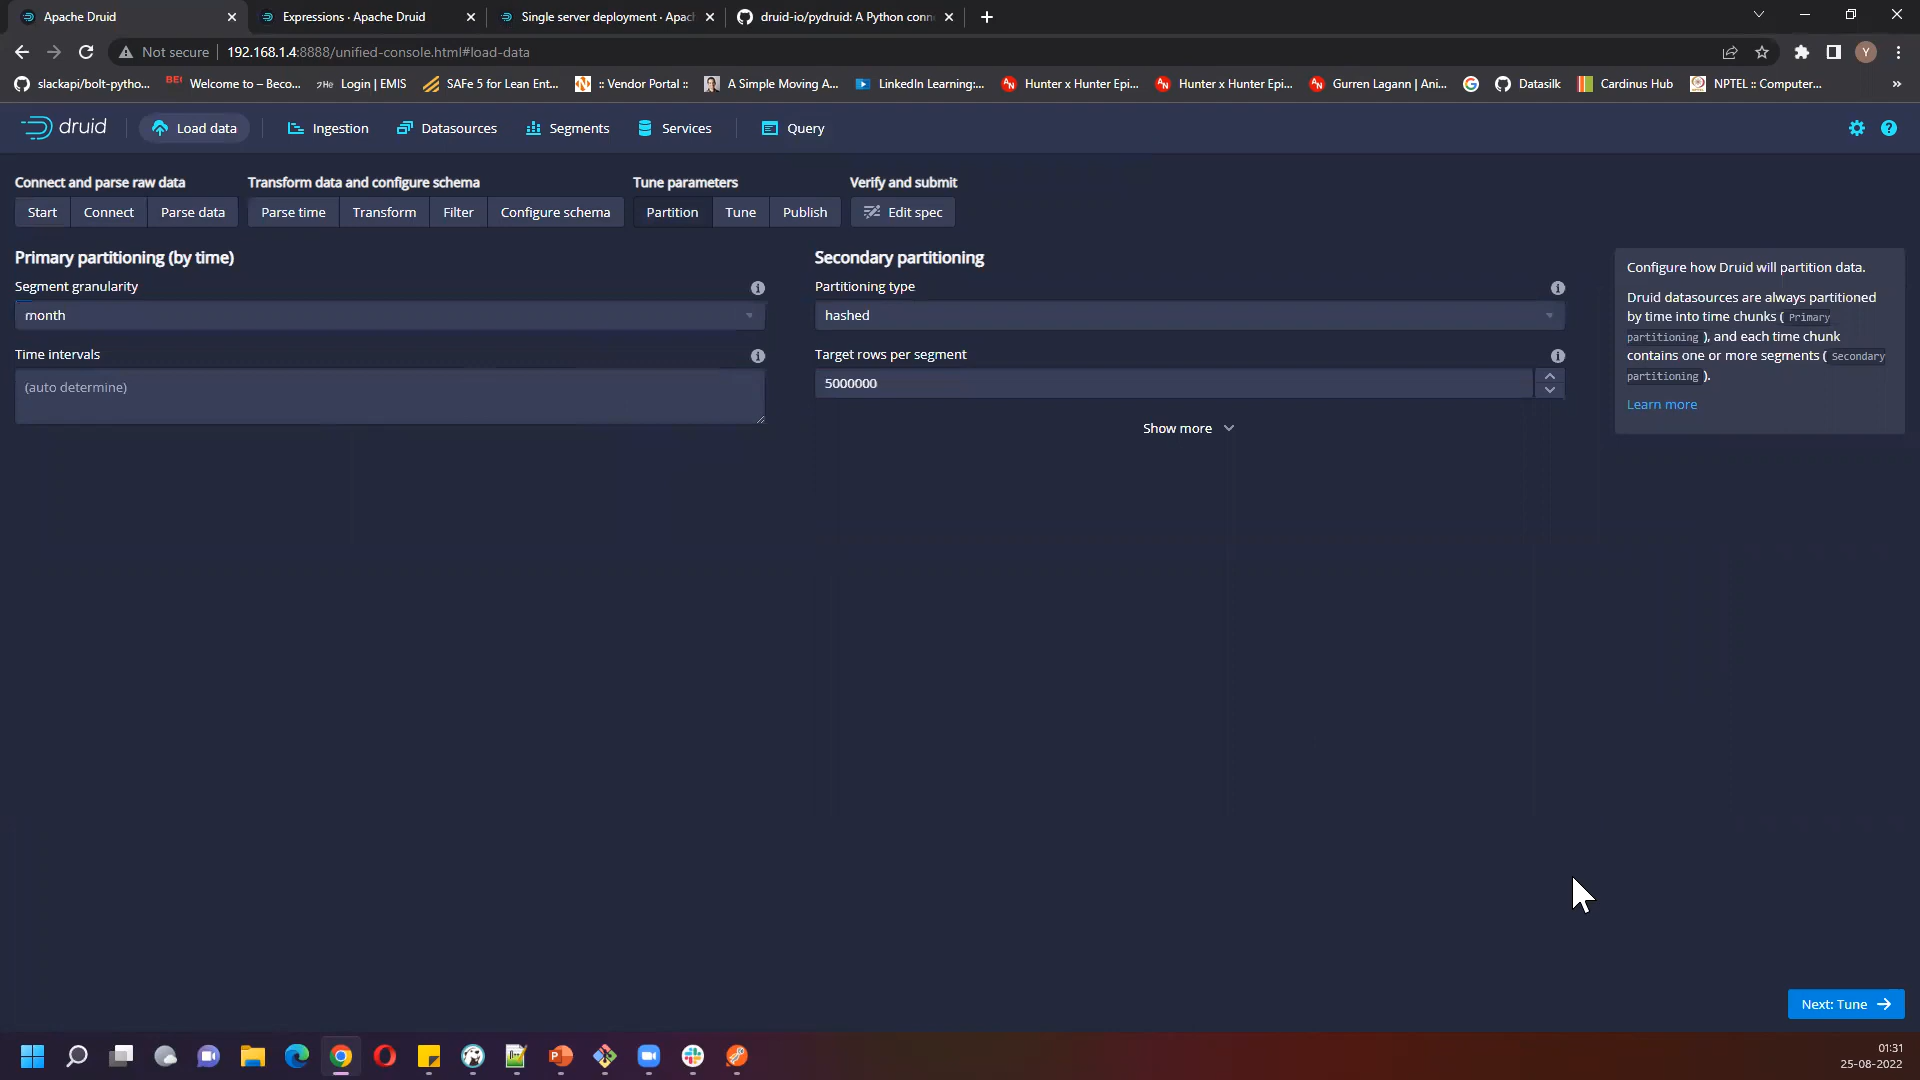 Apache Druid
Expressions · Apache Druid
Single server deployment · Apac
druid-io/pydruid: A Python conn
Not secure
192.168.1.4:8888/unified-console.html#load-data
Y
slackapi/bolt-pytho...
BEC
Welcome to – Beco...
Login | EMIS
SAFe 5 for Lean Ent...
:: Vendor Portal ::
A Simple Moving A...
LinkedIn Learning:...
Hunter x Hunter Epi...
Hunter x Hunter Epi...
Gurren Lagann | Ani...
Datasilk
Cardinus Hub
NPTEL :: Computer...
»
druid
Load data
Ingestion
Datasources
Segments
Services
Query
Connect and parse raw data
Transform data and configure schema
Tune parameters
Verify and submit
Start
Connect
Parse data
Parse time
Transform
Filter
Configure schema
Partition
Tune
Publish
Edit spec
Primary partitioning (by time)
Segment granularity
month
Time intervals
(auto determine)
Secondary partitioning
Partitioning type
hashed
Target rows per segment
5000000
Show more
Configure how Druid will partition data.
Druid datasources are always partitioned
by time into time chunks ( Primary
partitioning ), and each time chunk
contains one or more segments ( Secondary
partitioning ).
Learn more
Next: Tune
01:31
25-08-2022